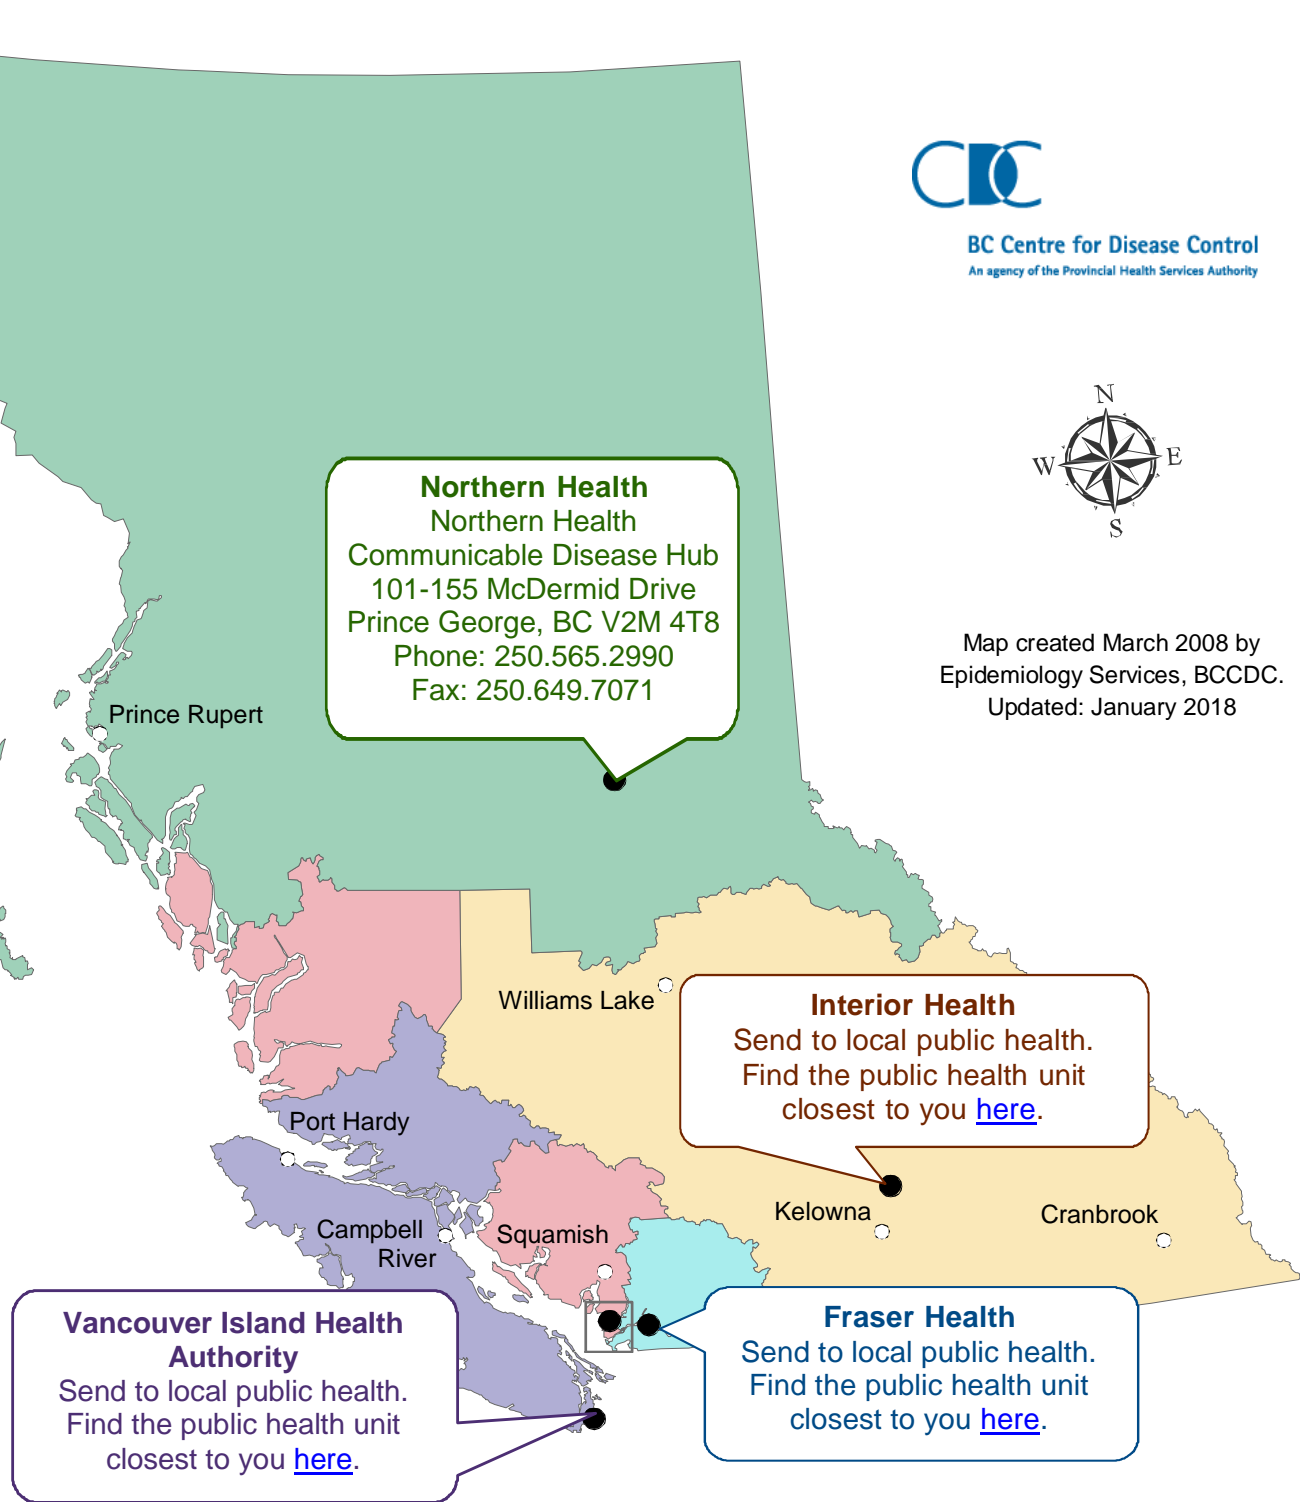 CDC
BC Centre for Disease Control
An agency of the Provincial Health Services Authority
N
W
E
S
Northern Health
Northern Health
Communicable Disease Hub
101-155 McDermid Drive
Prince George, BC V2M 4T8
Phone: 250.565.2990
Fax: 250.649.7071
Map created March 2008 by
Epidemiology Services, BCCDC.
Updated: January 2018
Prince Rupert
Williams Lake
Interior Health
Send to local public health.
Find the public health unit
closest to you here.
Port Hardy
Kelowna
Cranbrook
Campbell
River
Squamish
Vancouver Island Health
Authority
Send to local public health.
Find the public health unit
closest to you here.
Fraser Health
Send to local public health.
Find the public health unit
closest to you here.